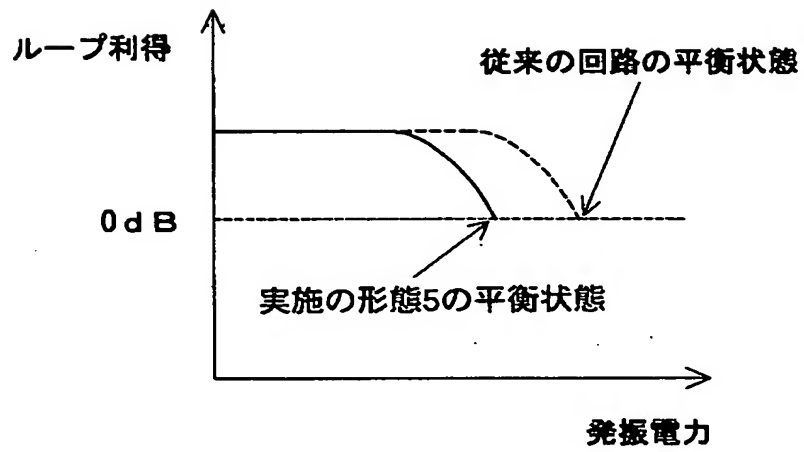 ループ利得
従来の回路の平衡状態
0dB
実施の形態5の平衡状態
発振電力